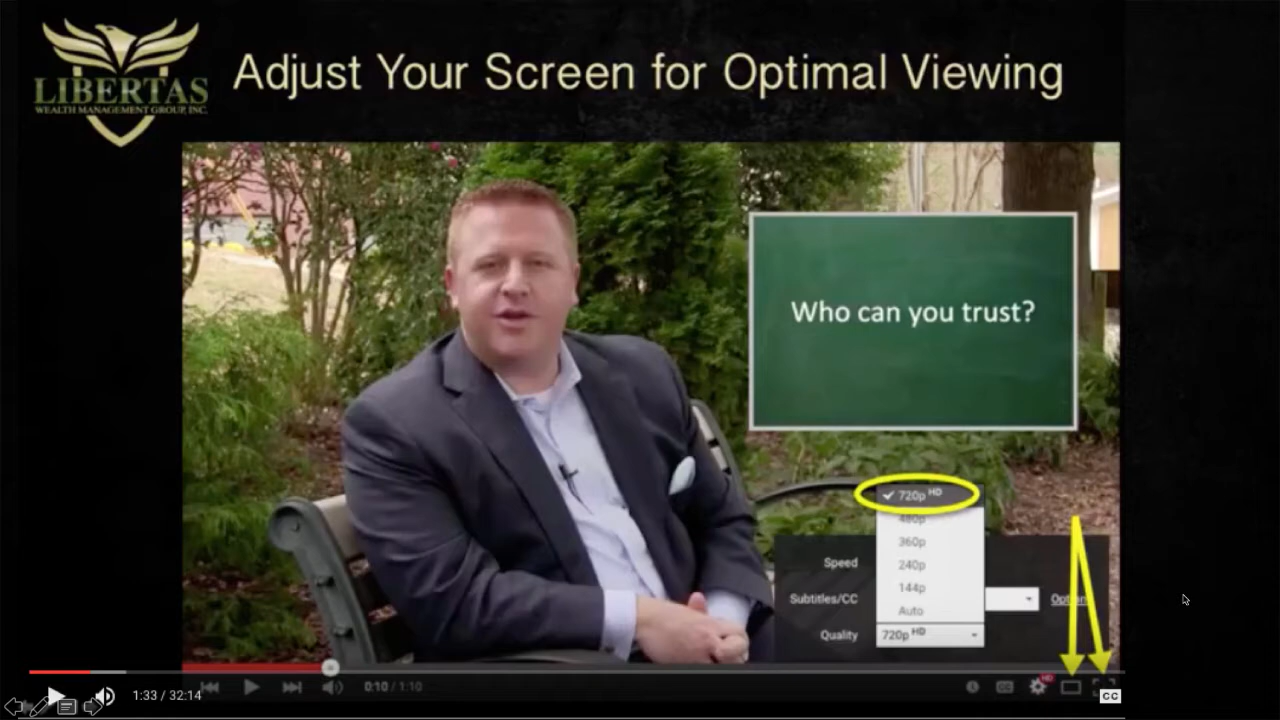 LIBERTAS
WEALTH MANAGEMENT GROUP, INC.
Adjust Your Screen for Optimal Viewing
Who can you trust?
720p HD
480p
360p
240p
144p
Auto
Speed
Subtitles/CC
Options
Quality
720p HD
0:10 / 1:10
HD
CC
1:33 / 32:14
CC